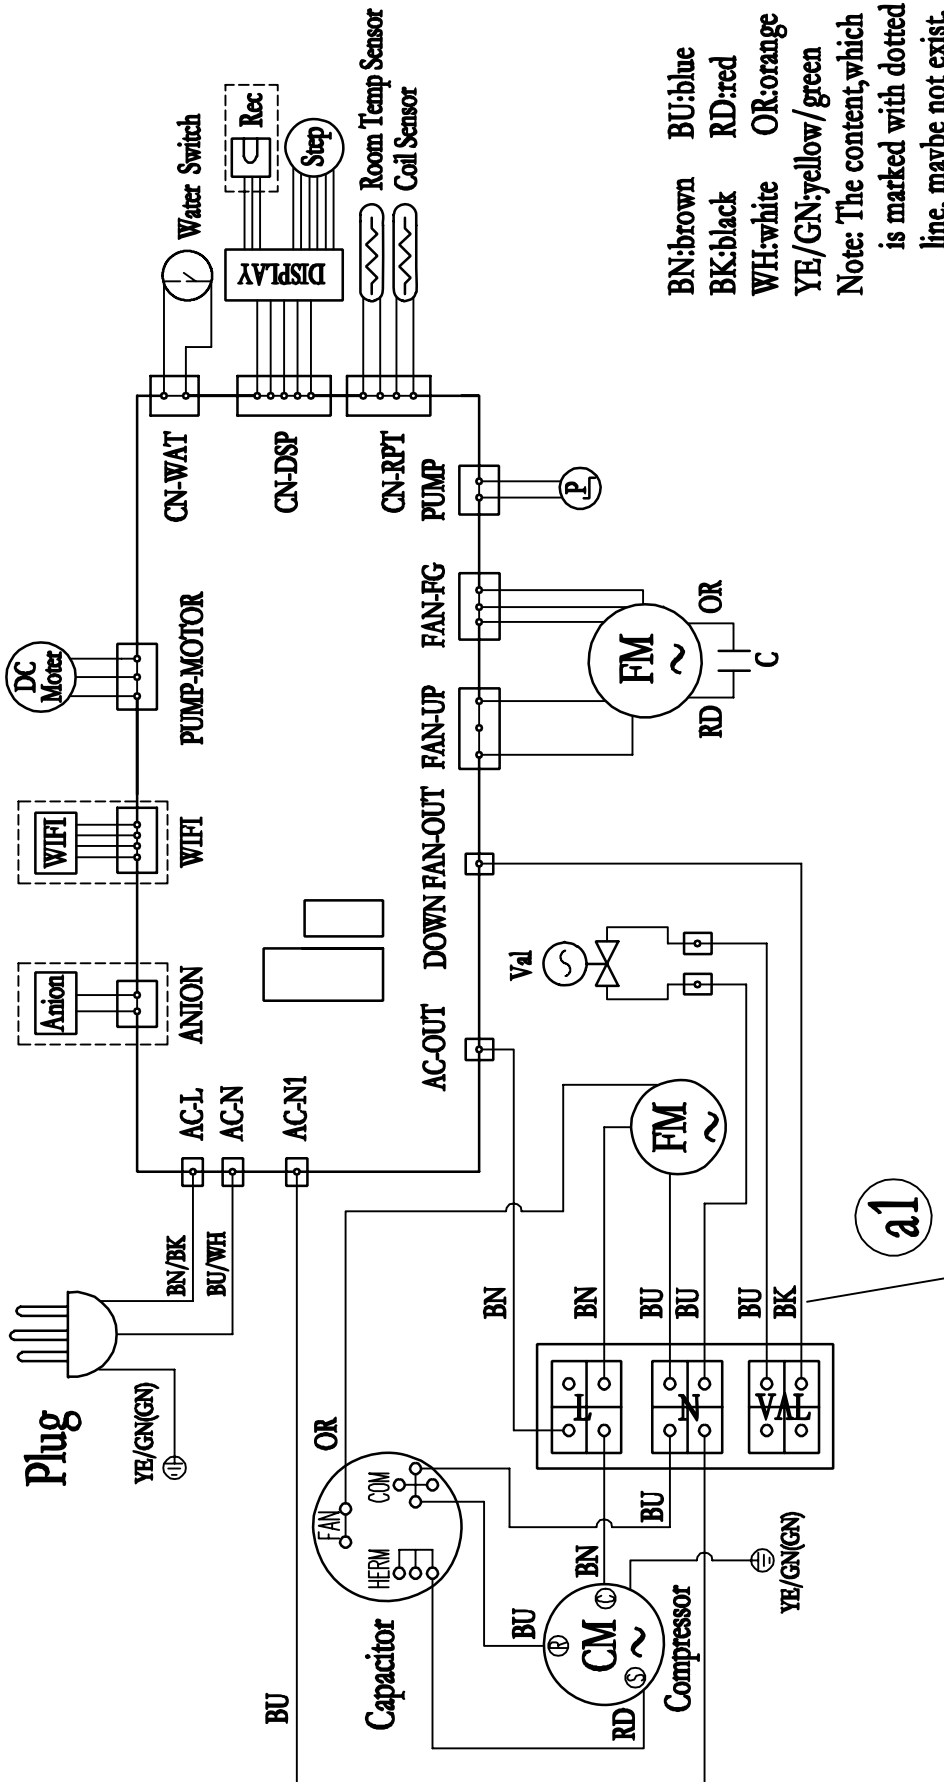 Plug
YE/GN(GN)
BN/BK
BU/WH
AC-L
AC-N
AC-N1
Anion
ANION
WIFI
WIFI
DC
Moter
PUMP-MOTOR
CN-WAT
Water Switch
CN-DSP
DISPLAY
Rec
Step
CN-RPT
Room Temp Sensor
Coil Sensor
AC-OUT
DOWN FAN-OUT
FAN-UP
FAN-FG
PUMP
P
FM
~
RD
OR
C
Val
~
FM
~
BU
Capacitor
HERM
FAN
COM
OR
BN
BN
BU
BU
BU
BK
L
N
VAL
BU
BN
BU
RD
R
C
S
CM
~
Compressor
YE/GN(GN)
a1
BN:brown BU:blue
BK:black RD:red
WH:white OR:orange
YE/GN:yellow/green
Note: The content,which
is marked with dotted
line, maybe not exist.